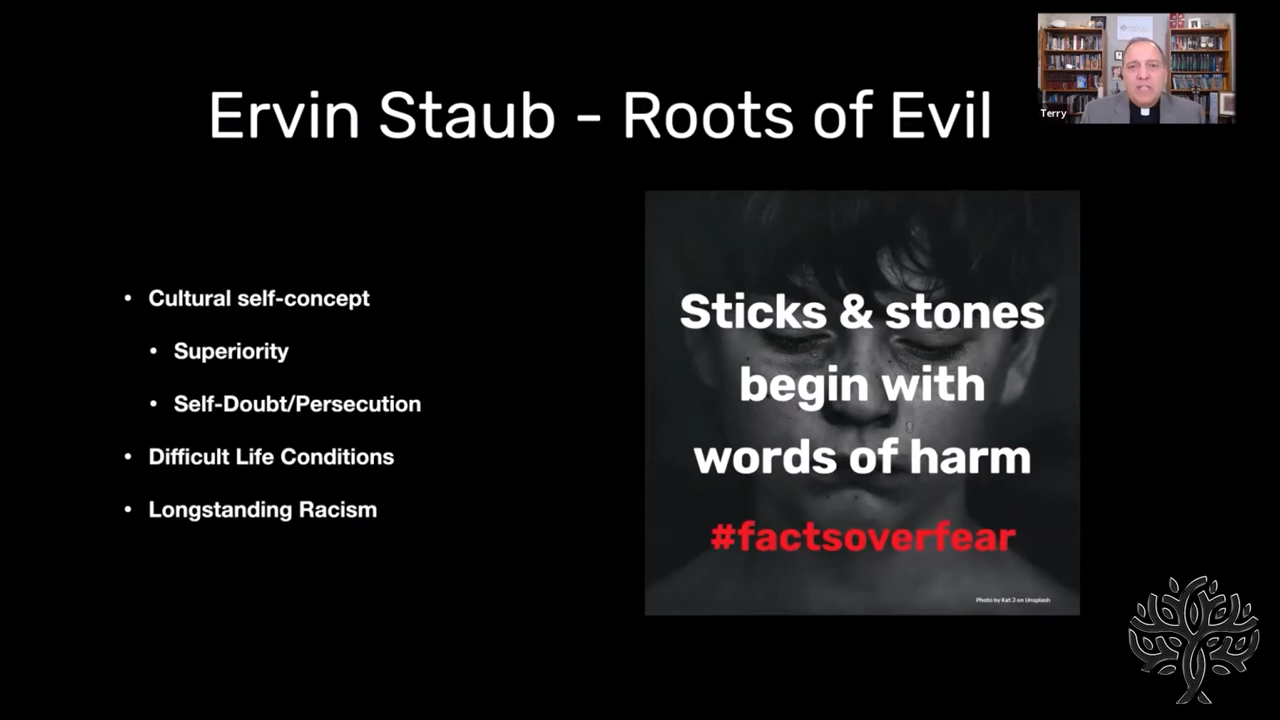 Ervin Staub - Roots of Evil
Terry
• Cultural self-concept
• Superiority
• Self-Doubt/Persecution
• Difficult Life Conditions
• Longstanding Racism
Sticks & stones
begin with
words of harm
#factsoverfear
Photo by Kat J on Unsplash